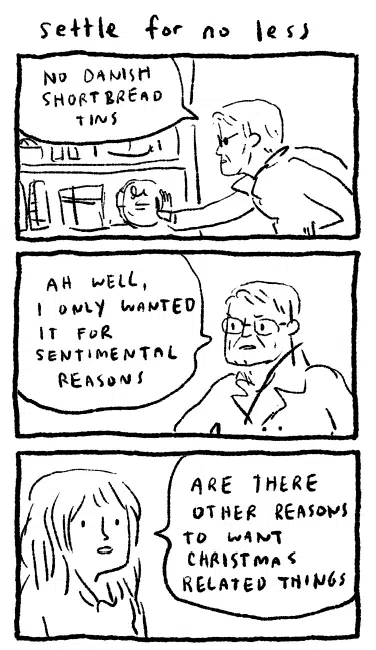 settle for no less
NO DANISH
SHORTBREAD
TINS
AH WELL,
I ONLY WANTED
IT FOR
SENTIMENTAL
REASONS
ARE THERE
OTHER REASONS
TO WANT
CHRISTMAS
RELATED THINGS